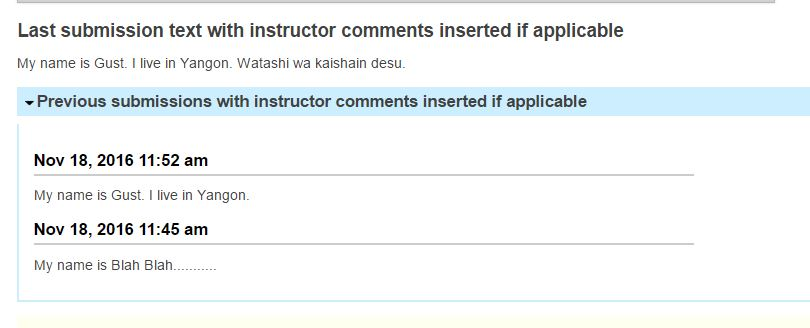 Last submission text with instructor comments inserted if applicable
My name is Gust. I live in Yangon. Watashi wa kaishain desu.
Previous submissions with instructor comments inserted if applicable
Nov 18, 2016 11:52 am
My name is Gust. I live in Yangon.
Nov 18, 2016 11:45 am
My name is Blah Blah...........